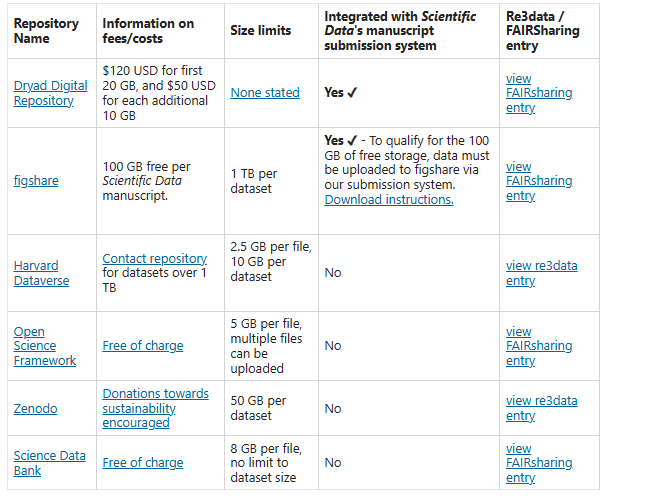 Repository
Name
Information on
fees/costs
Size limits
Integrated with Scientific
Data's manuscript
submission system
Re3data /
FAIRSharing
entry
Dryad Digital
Repository
$120 USD for first
20 GB, and $50 USD
for each additional
10 GB
None stated
Yes ✓
view
FAIRsharing
entry
figshare
100 GB free per
Scientific Data
manuscript.
1 TB per
dataset
Yes ✓ - To qualify for the 100
GB of free storage, data must
be uploaded to figshare via
our submission system.
Download instructions.
view
FAIRsharing
entry
Harvard
Dataverse
Contact repository
for datasets over 1
TB
2.5 GB per file,
10 GB per
dataset
No
view re3data
entry
Open
Science
Framework
Free of charge
5 GB per file,
multiple files
can be
uploaded
No
view
FAIRsharing
entry
Zenodo
Donations towards
sustainability
encouraged
50 GB per
dataset
No
view re3data
entry
Science Data
Bank
Free of charge
8 GB per file,
no limit to
dataset size
No
view
FAIRsharing
entry